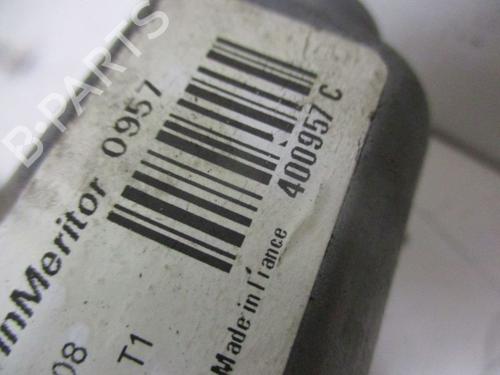 inMeritor 0957
400957 C
08
T1
Made in France
B-PARTS